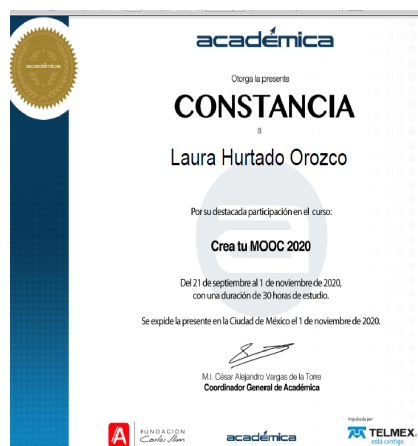 académica
académica
Otorga la presente
CONSTANCIA
a
Laura Hurtado Orozco
Por su destacada participación en el curso:
Crea tu MOOC 2020
Del 21 de septiembre al 1 de noviembre de 2020,
con una duración de 30 horas de estudio.
Se expide la presente en la Ciudad de México el 1 de noviembre de 2020.
M.I. César Alejandro Vargas de la Torre
Coordinador General de Académica
Impulsada por:
FUNDACIÓN
Carlos Slim
académica
TELMEX
está contigo